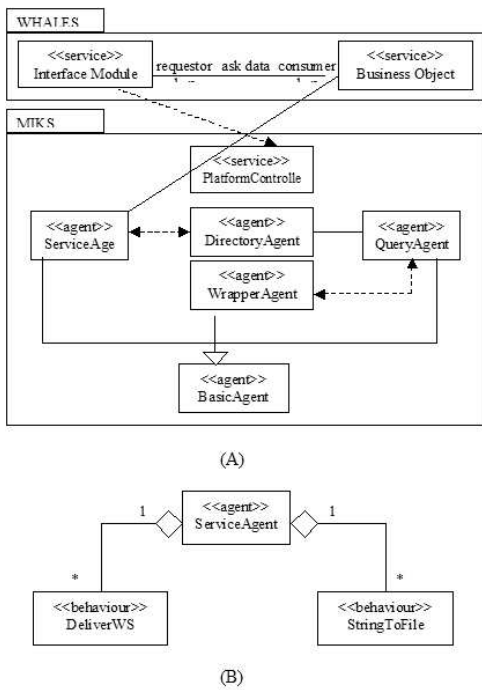 WHALES
<<service>>
Interface Module
requestor ask data consumer
<<service>>
Business Object
MIKS
<<service>>
PlatformControlle
<<agent>>
ServiceAge
<<agent>>
DirectoryAgent
<<agent>>
QueryAgent
<<agent>>
WrapperAgent
<<agent>>
BasicAgent
(A)
<<agent>>
ServiceAgent
1
1
*
*
<<behaviour>>
DeliverWS
<<behaviour>>
StringToFile
(B)